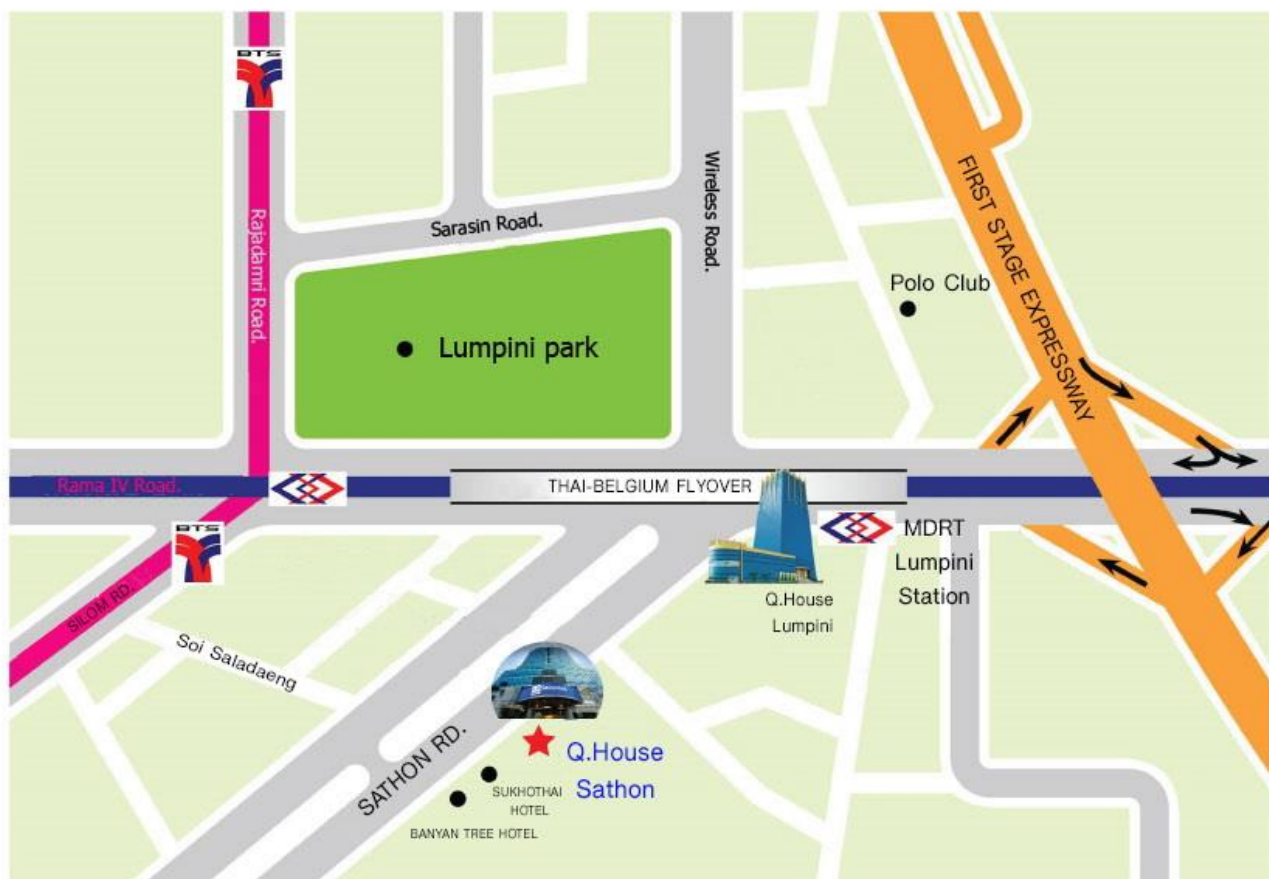 BTS
Rajadamri Road.
Sarasin Road.
Wireless Road.
FIRST STAGE EXPRESSWAY
Polo Club
Lumpini park
Rama IV Road.
THAI-BELGIUM FLYOVER
BTS
SILOM RD.
MDRT
Lumpini
Station
Q.House
Lumpini
Soi Saladaeng
SATHON RD.
Q.House
Sathon
SUKHOTHAI
HOTEL
BANYAN TREE HOTEL